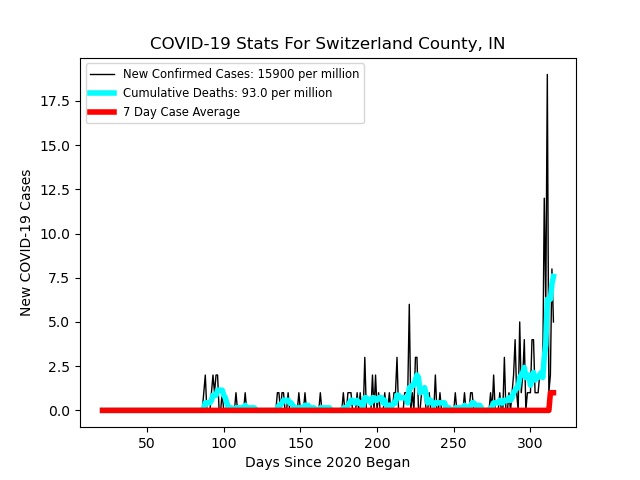 COVID-19 Stats For Switzerland County, IN
New Confirmed Cases: 15900 per million
Cumulative Deaths: 93.0 per million
7 Day Case Average
17.5
15.0
12.5
10.0
7.5
5.0
2.5
0.0
New COVID-19 Cases
50 100 150 200 250 300
Days Since 2020 Began